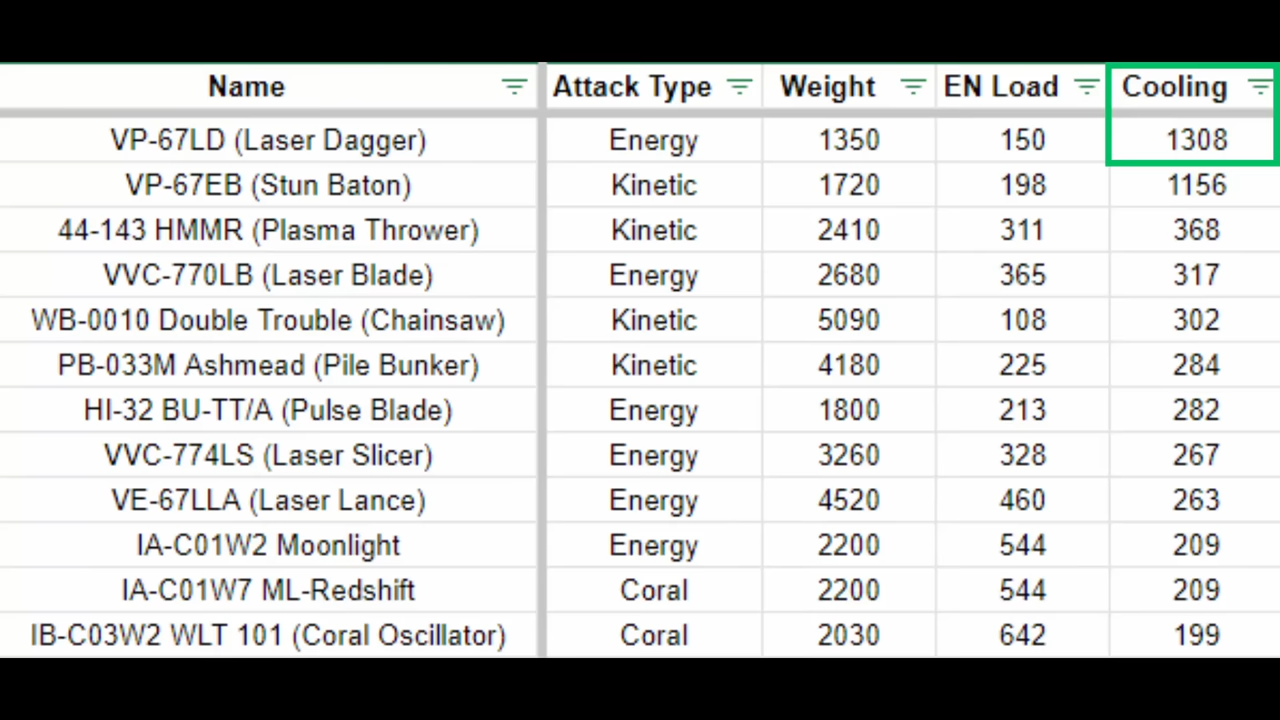 Name Attack Type Weight EN Load Cooling
VP-67LD (Laser Dagger) Energy 1350 150 1308
VP-67EB (Stun Baton) Kinetic 1720 198 1156
44-143 HMMR (Plasma Thrower) Kinetic 2410 311 368
VVC-770LB (Laser Blade) Energy 2680 365 317
WB-0010 Double Trouble (Chainsaw) Kinetic 5090 108 302
PB-033M Ashmead (Pile Bunker) Kinetic 4180 225 284
HI-32 BU-TT/A (Pulse Blade) Energy 1800 213 282
VVC-774LS (Laser Slicer) Energy 3260 328 267
VE-67LLA (Laser Lance) Energy 4520 460 263
IA-C01W2 Moonlight Energy 2200 544 209
IA-C01W7 ML-Redshift Coral 2200 544 209
IB-C03W2 WLT 101 (Coral Oscillator) Coral 2030 642 199